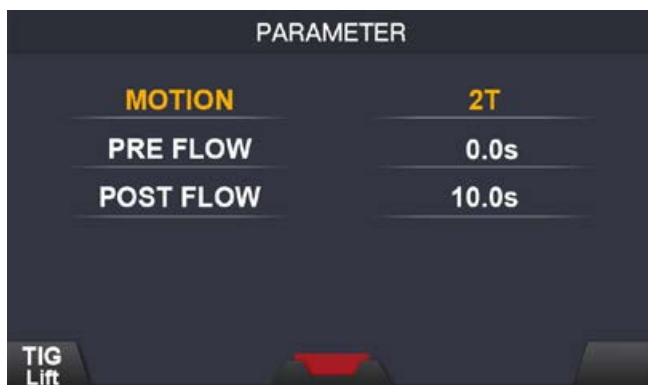 PARAMETER
MOTION 2T
PRE FLOW 0.0s
POST FLOW 10.0s
TIG
Lift